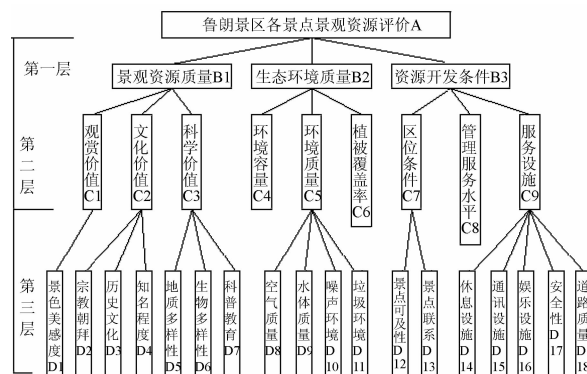 鲁朗景区各景点景观资源评价A
第一层
景观资源质量B1
生态环境质量B2
资源开发条件B3
第二层
观赏价值C1
文化价值C2
科学价值C3
环境容量C4
环境质量C5
植被覆盖率C6
区位条件C7
管理服务水平C8
服务设施C9
第三层
景色美感度D1
宗教朝拜D2
历史文化D3
知名程度D4
地质多样性D5
生物多样性D6
科普教育D7
空气质量D8
水体质量D9
噪声环境D10
垃圾环境D11
景点可及性D12
景点联系D13
休息设施D14
通讯设施D15
娱乐设施D16
安全性D17
道路质量D18